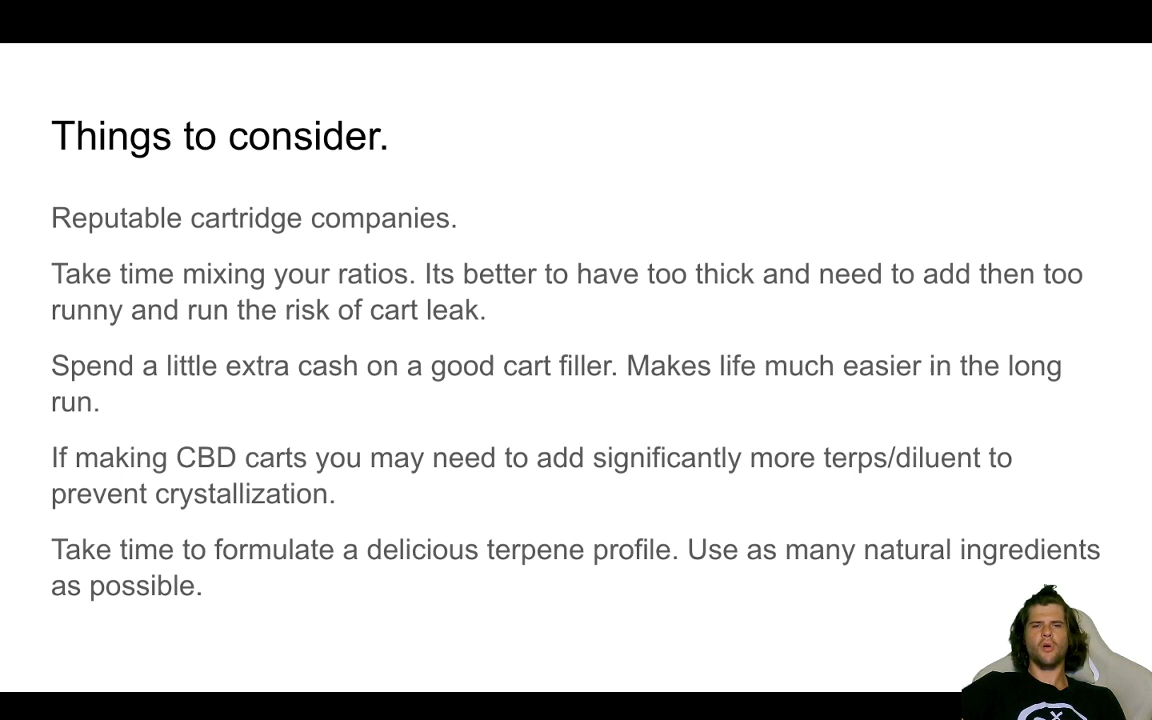 Things to consider.
Reputable cartridge companies.
Take time mixing your ratios. Its better to have too thick and need to add then too
runny and run the risk of cart leak.
Spend a little extra cash on a good cart filler. Makes life much easier in the long
run.
If making CBD carts you may need to add significantly more terps/diluent to
prevent crystallization.
Take time to formulate a delicious terpene profile. Use as many natural ingredients
as possible.